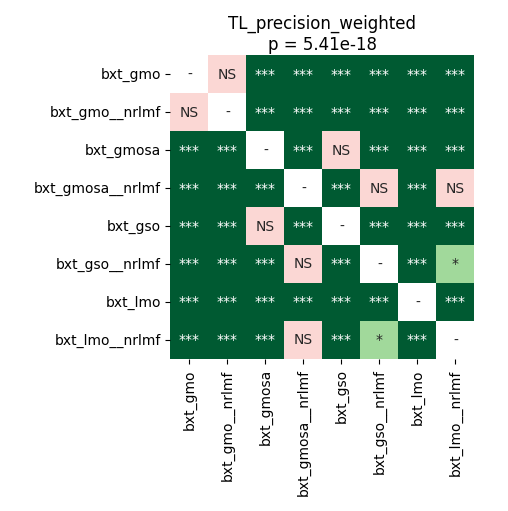 TL_precision_weighted
p = 5.41e-18
bxt_gmo - NS *** *** *** *** *** ***
bxt_gmo__nrlmf NS - *** *** *** *** *** ***
bxt_gmosa *** *** - *** NS *** *** ***
bxt_gmosa__nrlmf *** *** *** - *** NS *** NS
bxt_gso *** *** NS *** - *** *** ***
bxt_gso__nrlmf *** *** *** NS *** - *** *
bxt_lmo *** *** *** *** *** *** - ***
bxt_lmo__nrlmf *** *** *** NS *** * *** -
bxt_gmo
bxt_gmo__nrlmf
bxt_gmosa
bxt_gmosa__nrlmf
bxt_gso
bxt_gso__nrlmf
bxt_lmo
bxt_lmo__nrlmf